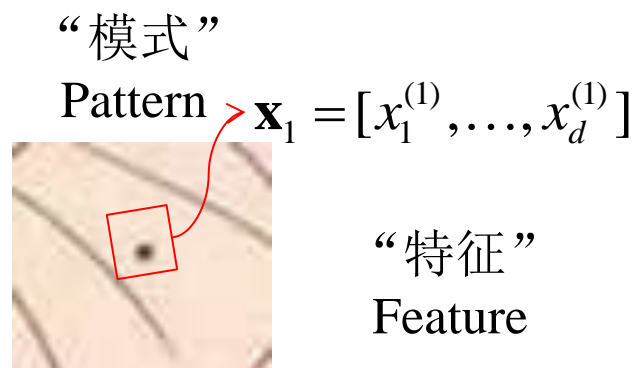 “模式”
Pattern
𝐱₁ = [x₁⁽¹⁾,…,x_d⁽¹⁾]
“特征”
Feature